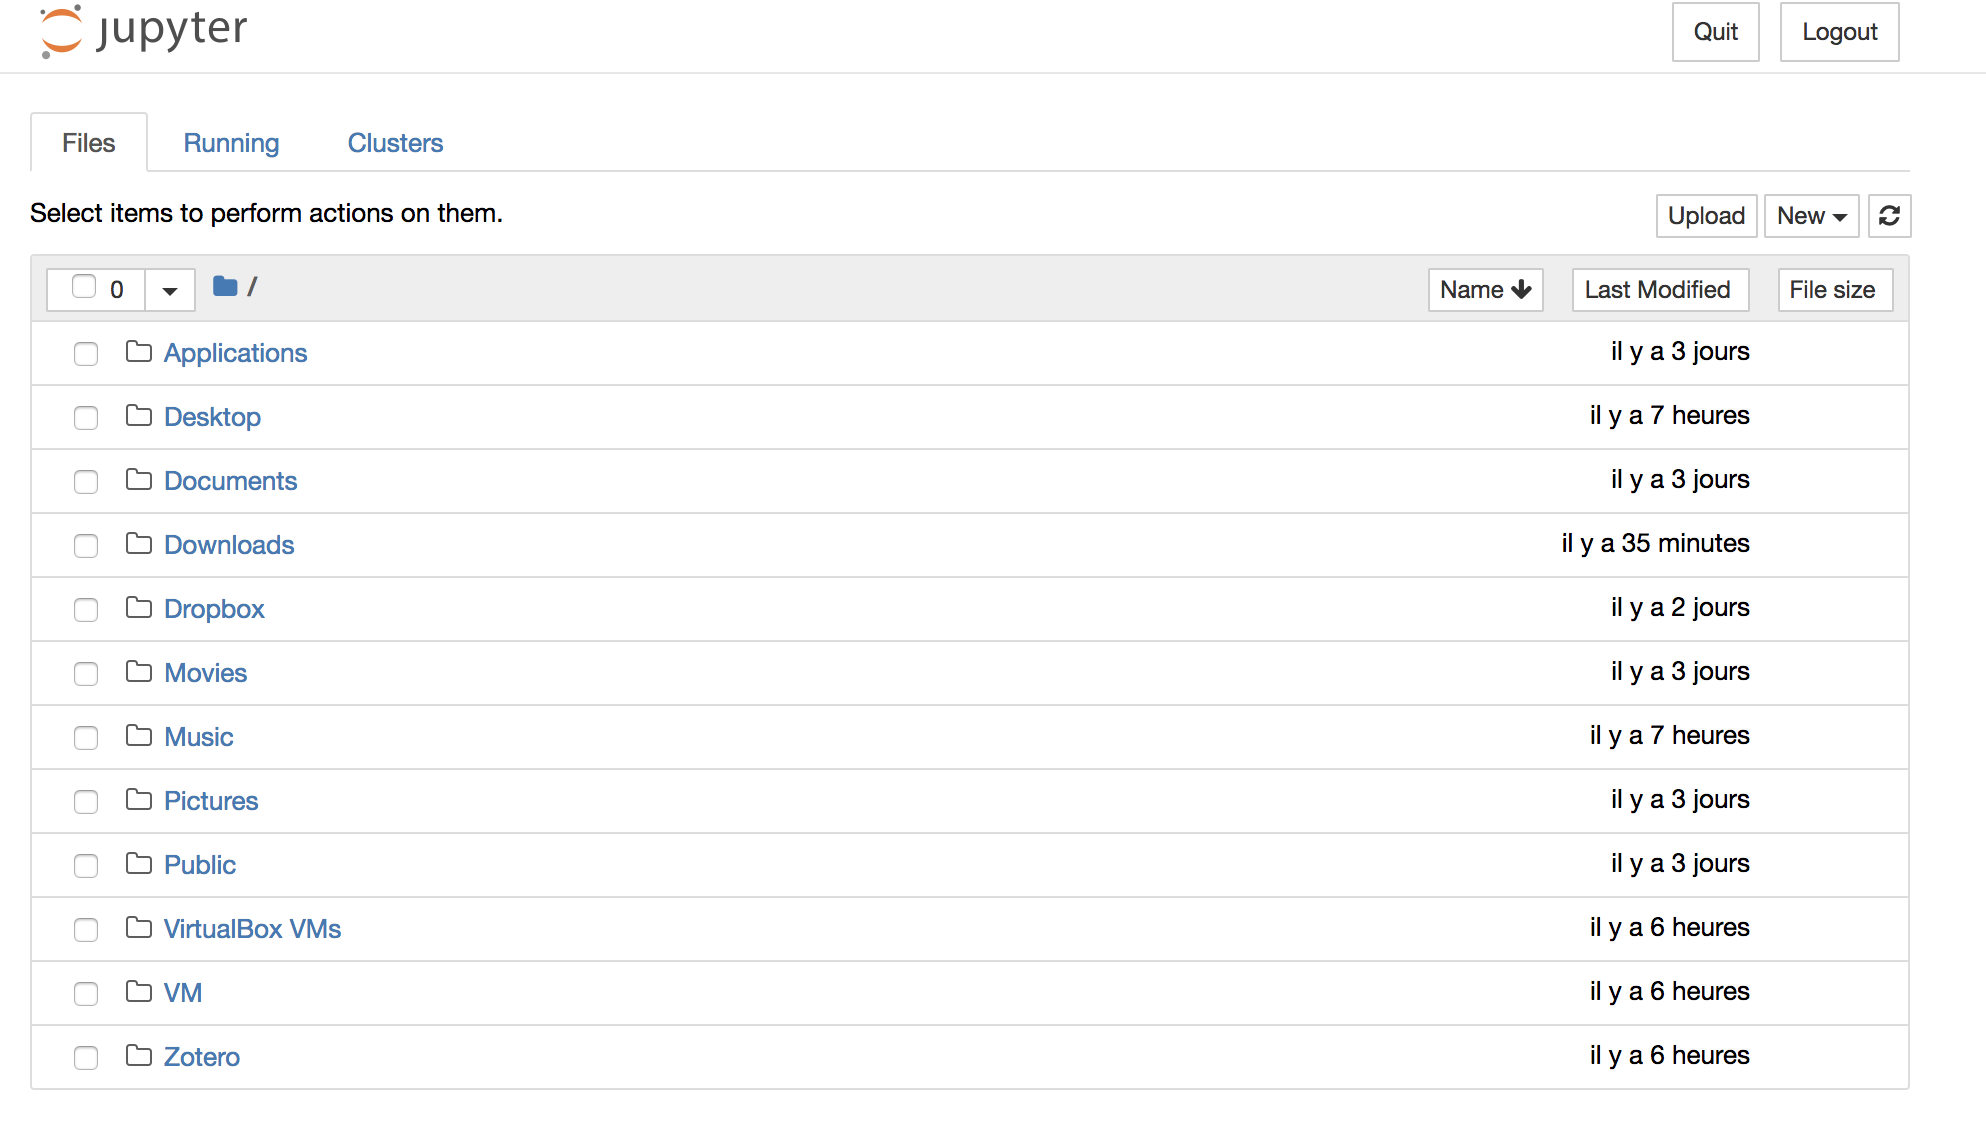 jupyter
Quit Logout
Files Running Clusters
Select items to perform actions on them.
Upload New
0 / Name Last Modified File size
Applications il y a 3 jours
Desktop il y a 7 heures
Documents il y a 3 jours
Downloads il y a 35 minutes
Dropbox il y a 2 jours
Movies il y a 3 jours
Music il y a 7 heures
Pictures il y a 3 jours
Public il y a 3 jours
VirtualBox VMs il y a 6 heures
VM il y a 6 heures
Zotero il y a 6 heures